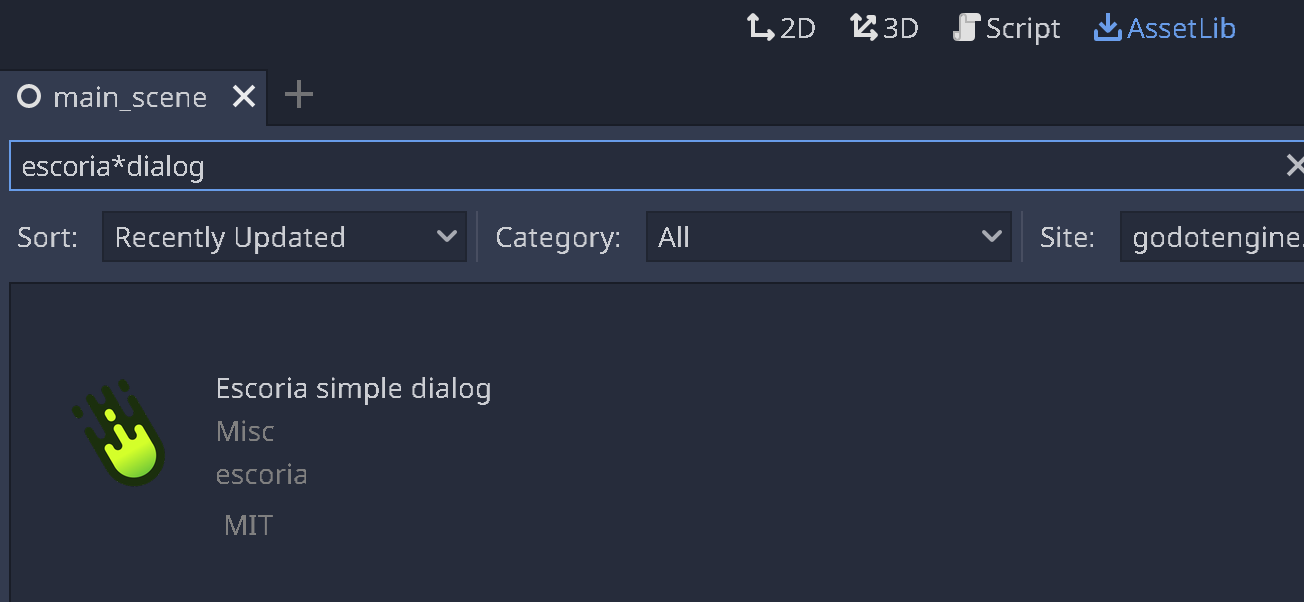 2D 3D Script AssetLib
main_scene
escoria*dialog
Sort: Recently Updated Category: All Site: godotengine.
Escoria simple dialog
Misc
escoria
MIT